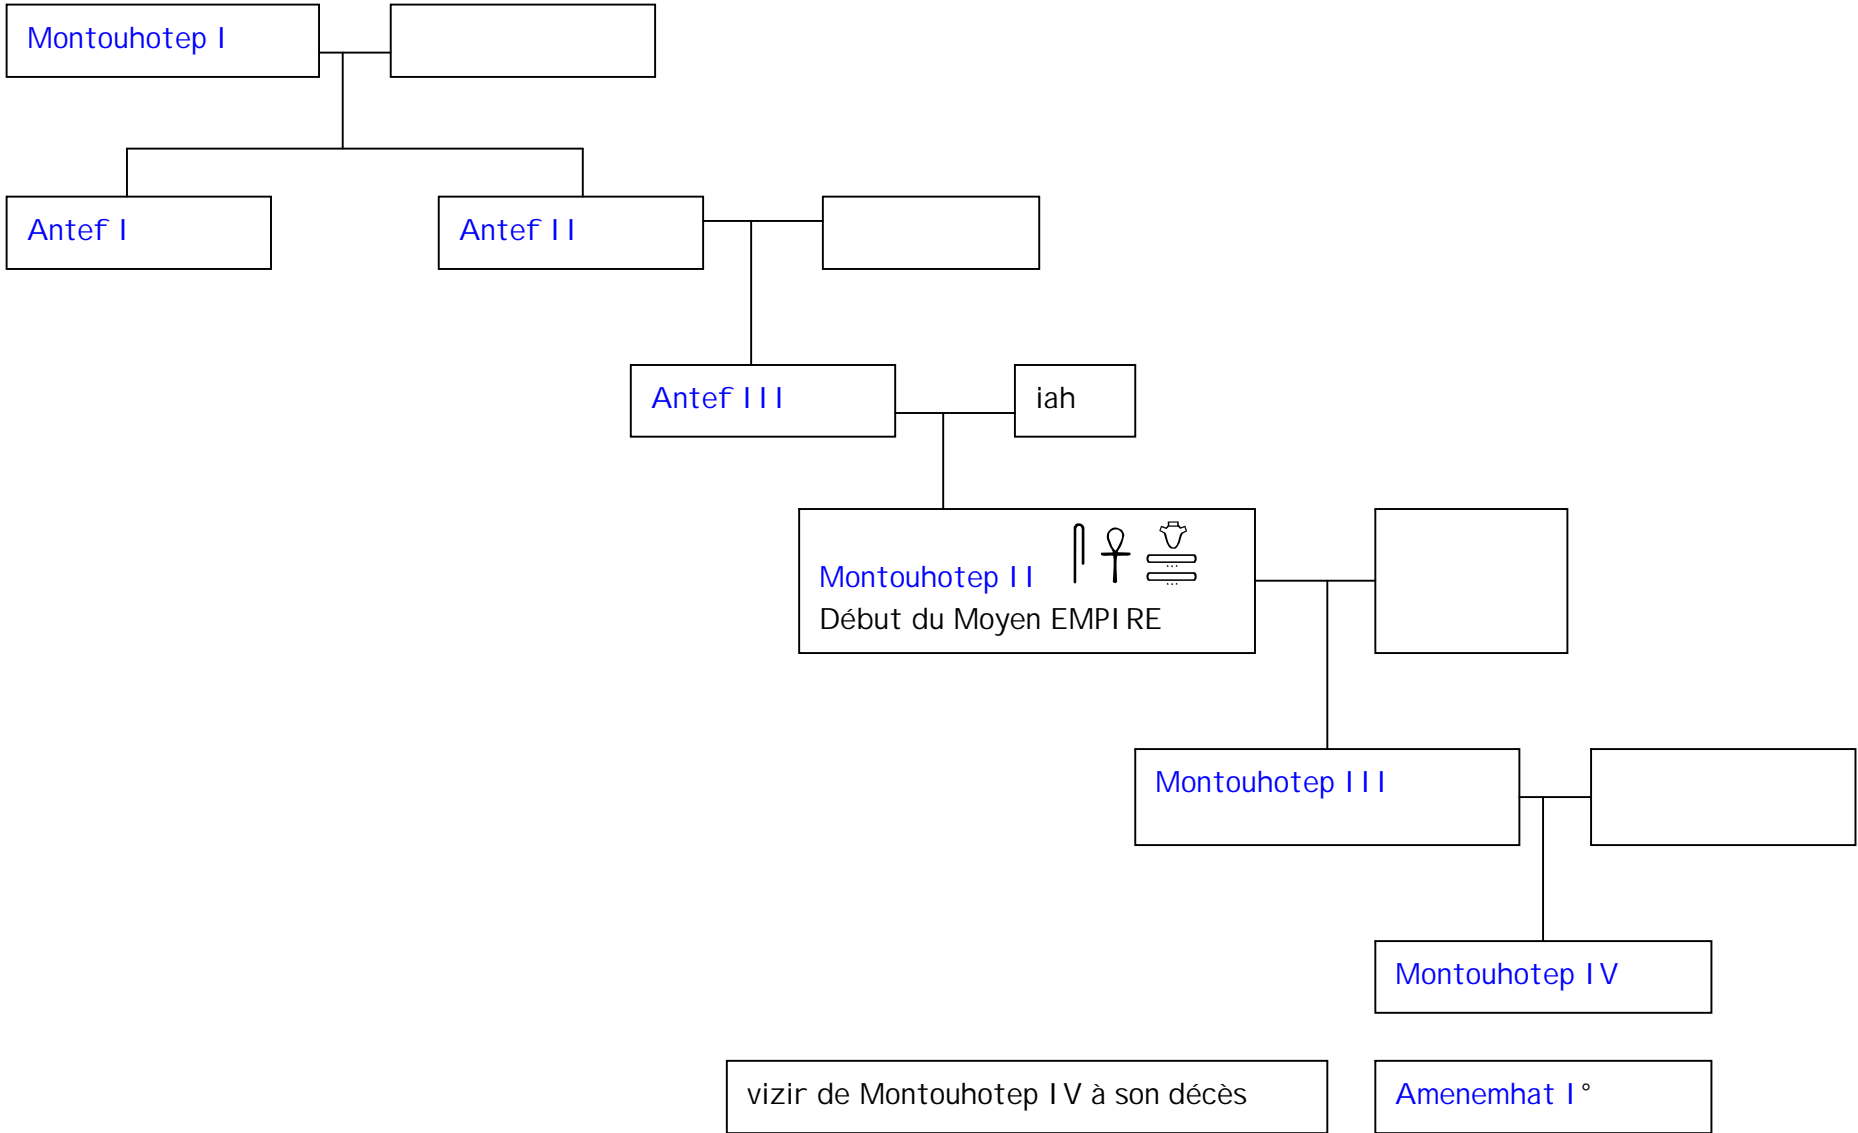 Montouhotep I
Antef I
Antef II
Antef III
iah
Montouhotep II
Début du Moyen EMPIRE
Montouhotep III
Montouhotep IV
vizir de Montouhotep IV à son décès
Amenemhat I°